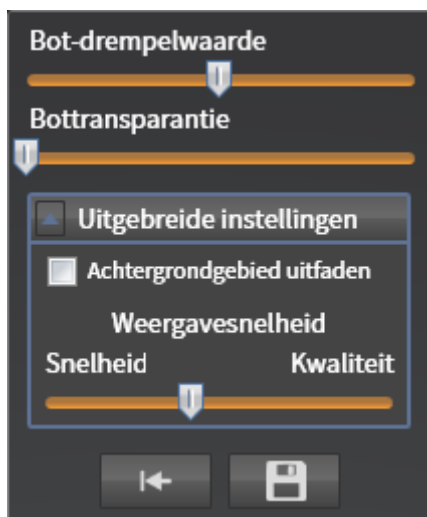 Bot-drempelwaarde
Bottransparantie
Uitgebreide instellingen
Achtergrondgebied uitfaden
Weergavesnelheid
Snelheid Kwaliteit